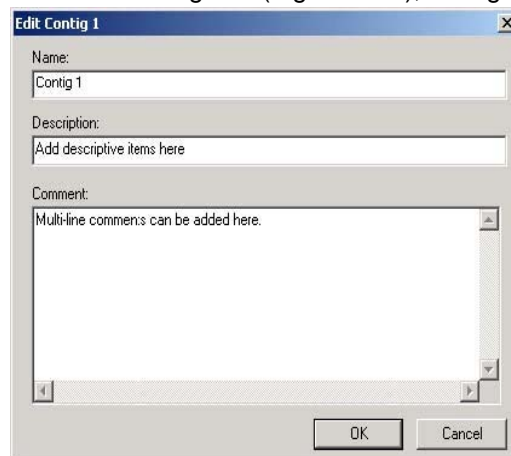 Edit Contig 1
Name:
Contig 1
Description:
Add descriptive items here
Comment:
Multi-line commen:s can be added here.
OK
Cancel